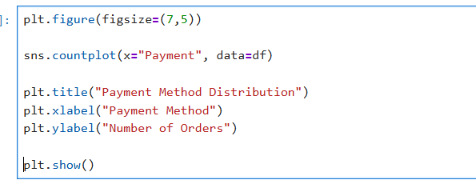 ]:
plt.figure(figsize=(7,5))
sns.countplot(x="Payment", data=df)
plt.title("Payment Method Distribution")
plt.xlabel("Payment Method")
plt.ylabel("Number of Orders")
plt.show()